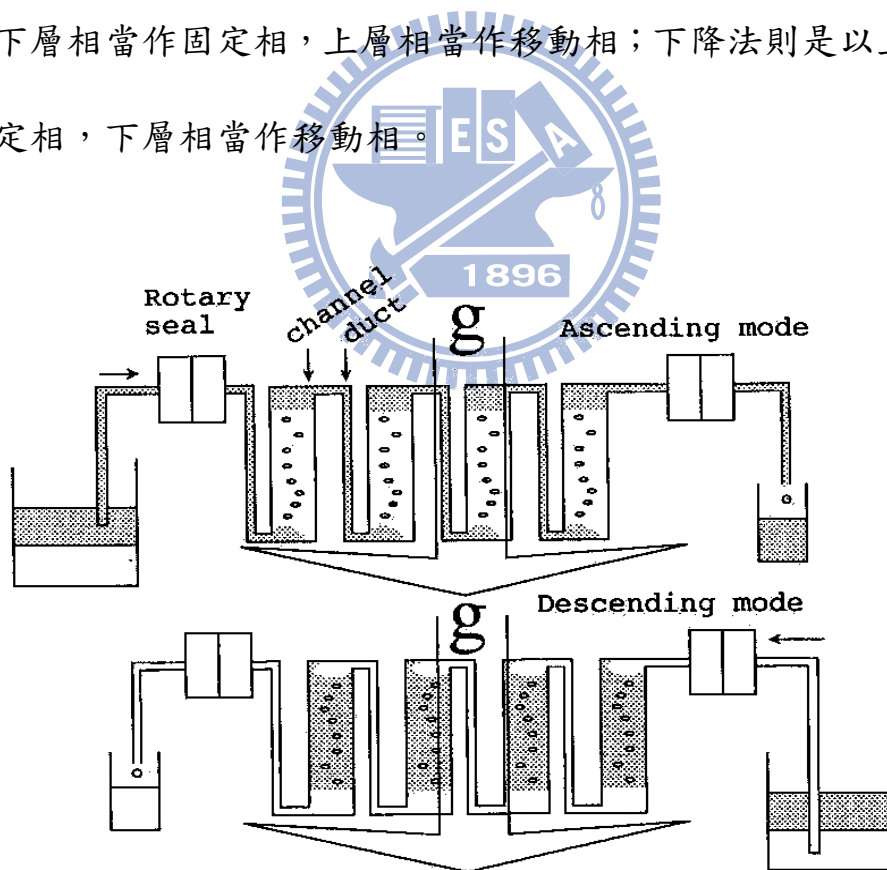 下層相當作固定相，上層相當作移動相；下降法則是以
定相，下層相當作移動相。
E S A
1896
Rotary
seal
channel
duct
g
Ascending mode
g
Descending mode